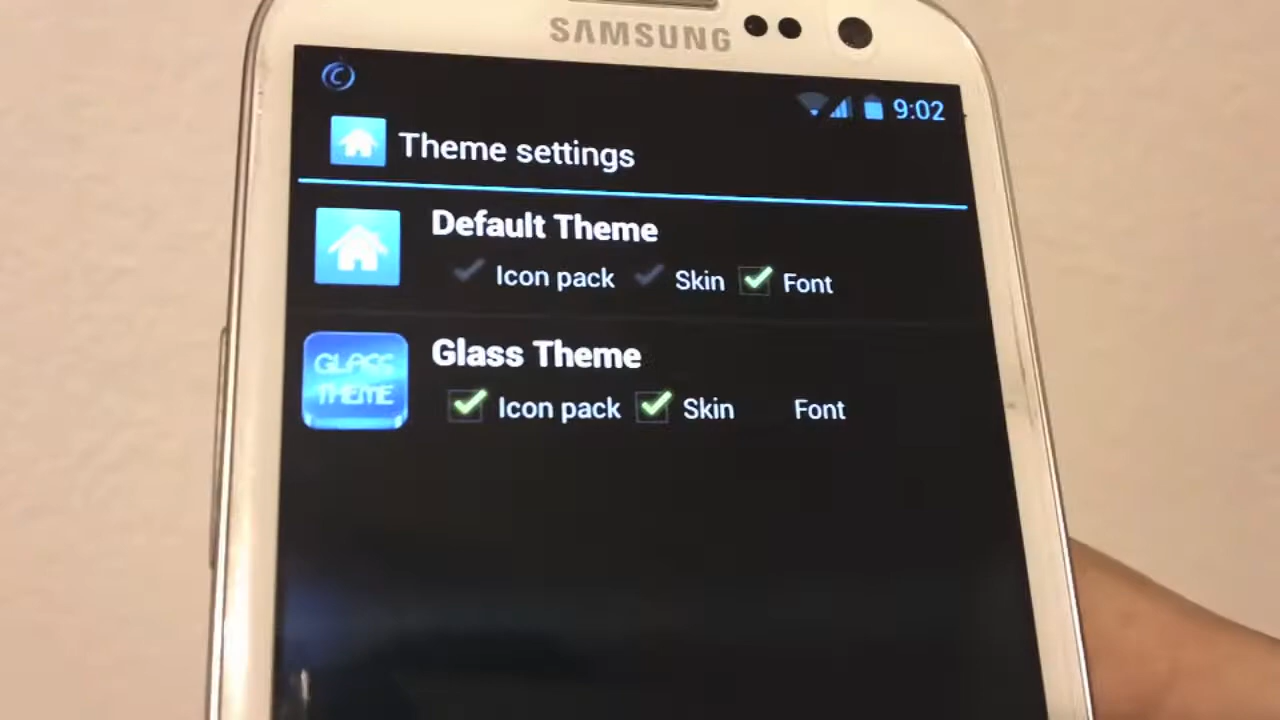 SAMSUNG
9:02
Theme settings
Default Theme
Icon pack Skin Font
GLASS
THEME
Glass Theme
Icon pack Skin Font